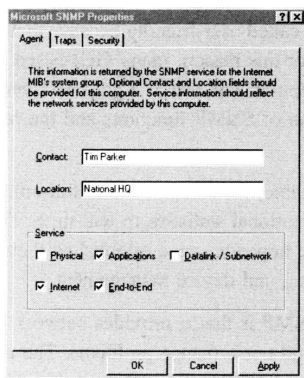 Microsoft SNMP Properties
Agent Traps Security
This information is returned by the SNMP service for the Internet
MIB's system group. Optional Contact and Location fields should
be provided for this computer. Service information should reflect
the network services provided by this computer.
Contact: Tim Parker
Location: National HQ
Service
Physical Applications Datalink / Subnetwork
Internet End-to-End
OK Cancel Apply